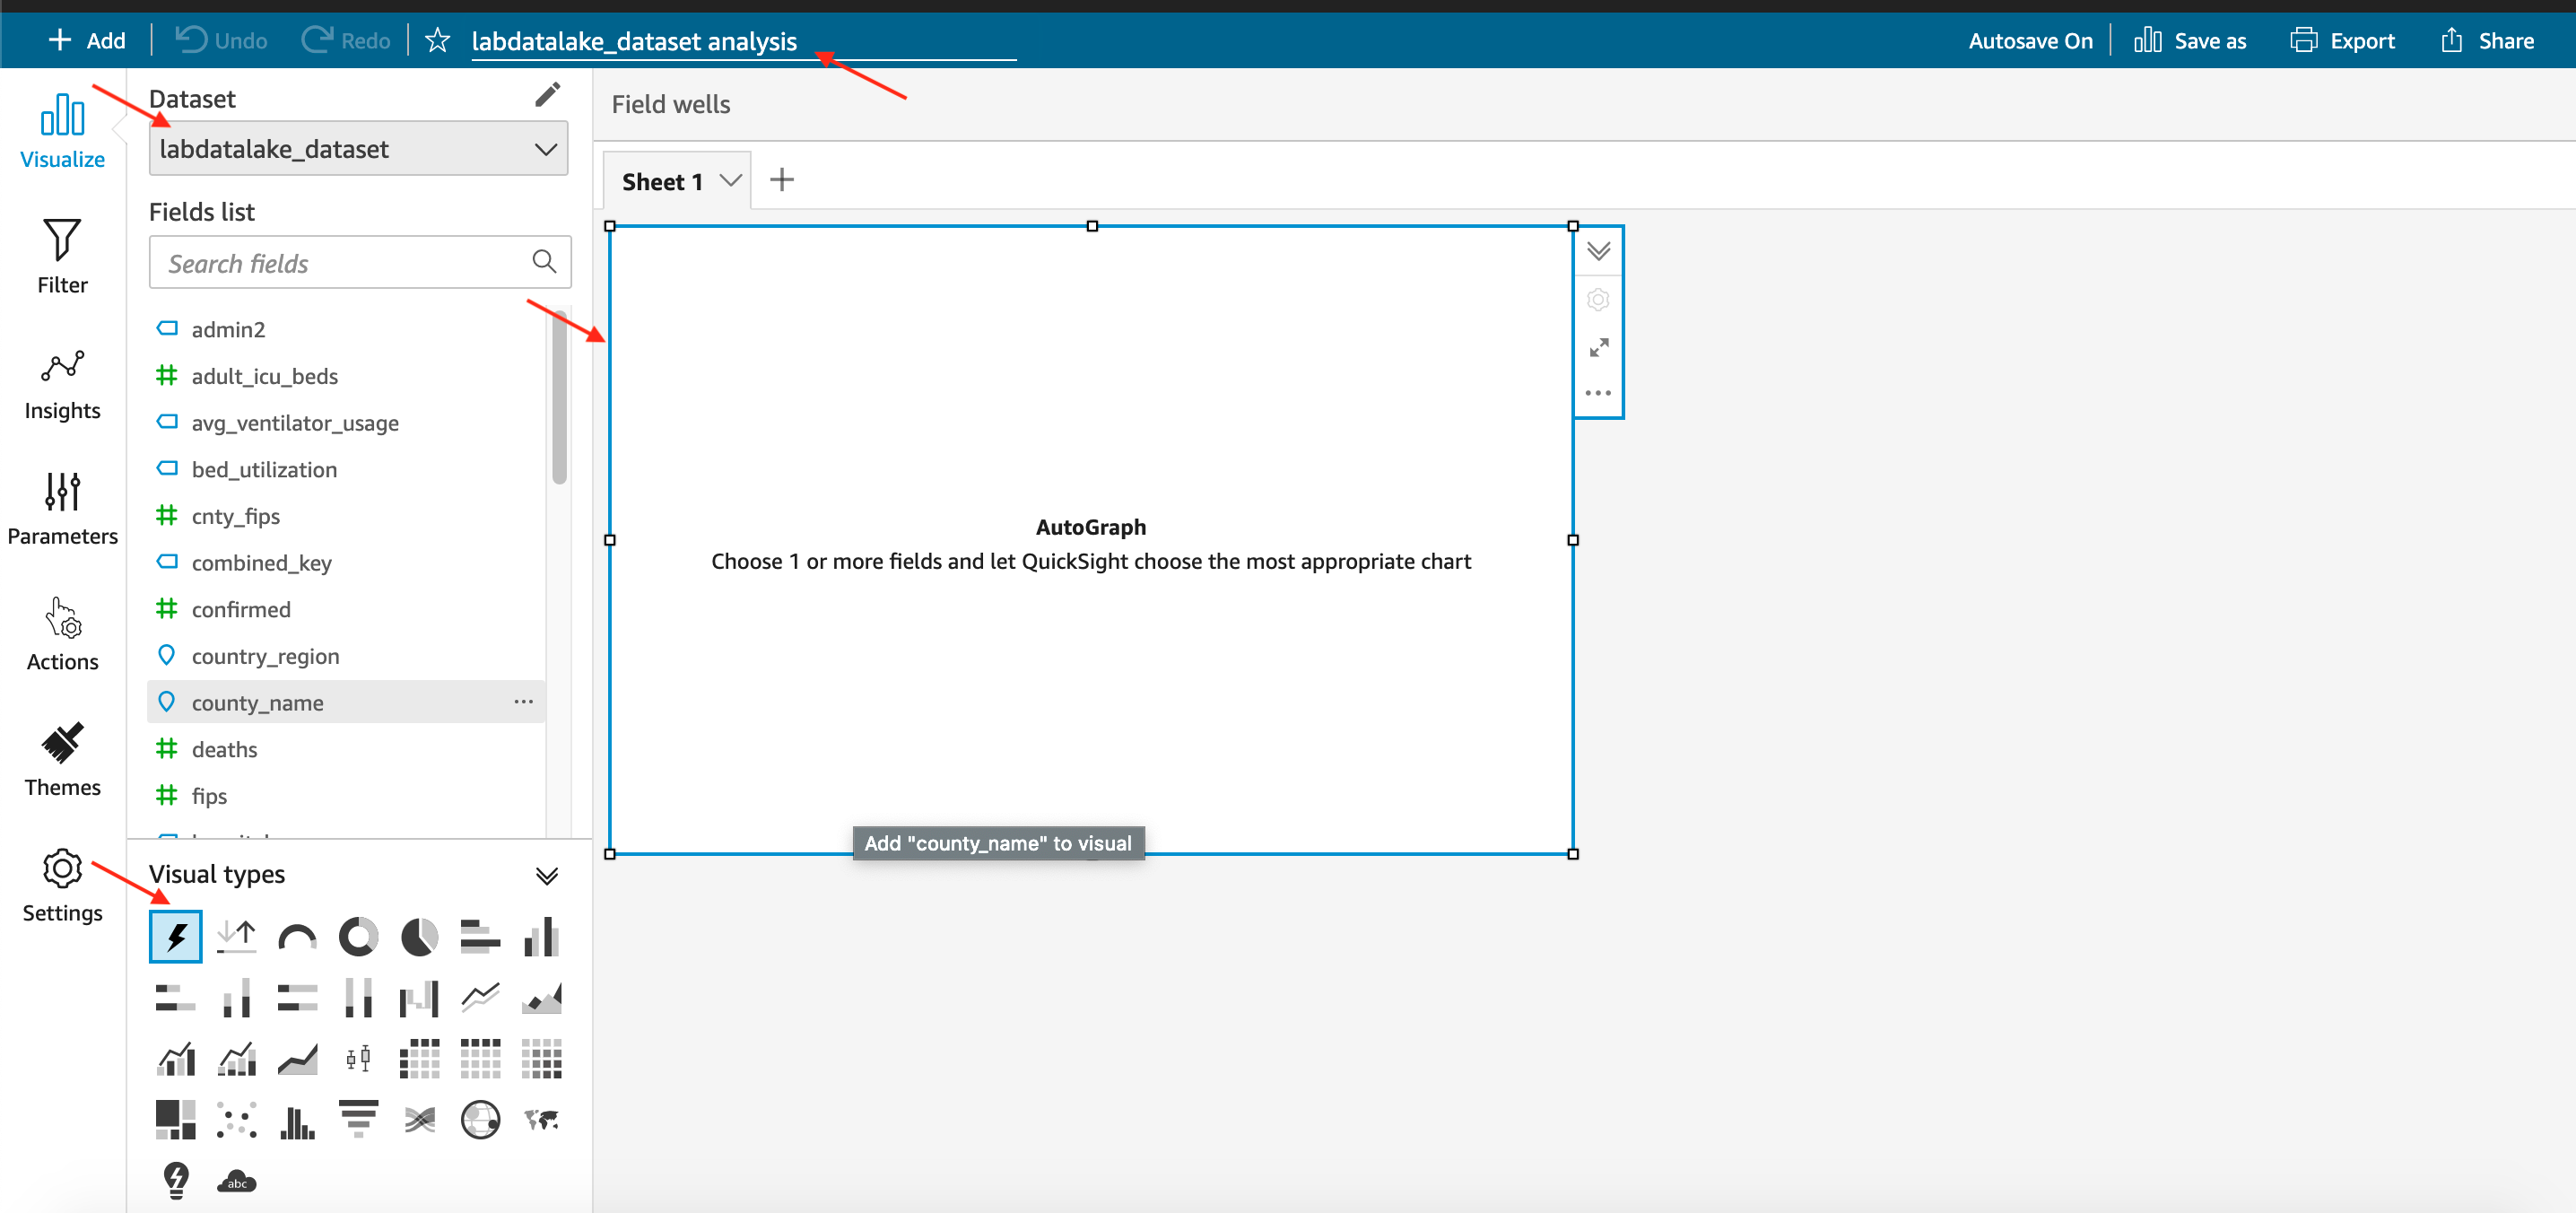 Add
Undo
Redo
labdatalake_dataset analysis
Autosave On
Save as
Export
Share
Visualize
Filter
Insights
Parameters
Actions
Themes
Settings
Dataset
labdatalake_dataset
Fields list
Search fields
admin2
adult_icu_beds
avg_ventilator_usage
bed_utilization
cnty_fips
combined_key
confirmed
country_region
county_name
deaths
fips
Visual types
abc
Field wells
Sheet 1
AutoGraph
Choose 1 or more fields and let QuickSight choose the most appropriate chart
Add "county_name" to visual